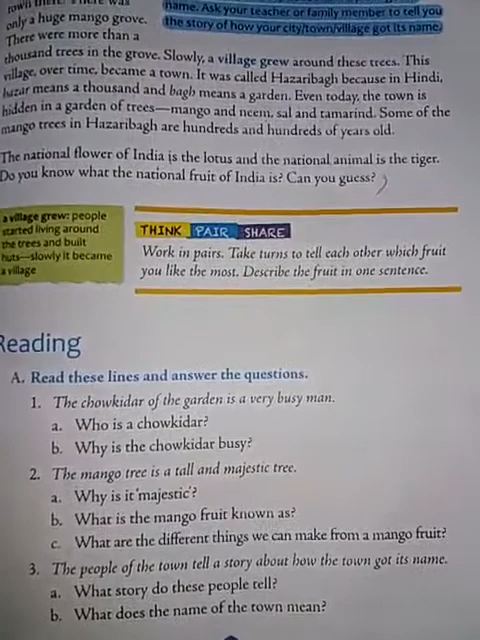 town then. There was
only a huge mango grove.
There were more than a
name. Ask your teacher or family member to tell you
the story of how your city/town/village got its name.
thousand trees in the grove. Slowly, a village grew around these trees. This
village, over time, became a town. It was called Hazaribagh because in Hindi,
hazar means a thousand and bagh means a garden. Even today, the town is
hidden in a garden of trees—mango and neem, sal and tamarind. Some of the
mango trees in Hazaribagh are hundreds and hundreds of years old.
The national flower of India is the lotus and the national animal is the tiger.
Do you know what the national fruit of India is? Can you guess?
a village grew: people
started living around
the trees and built
huts—slowly it became
a village
THINK PAIR SHARE
Work in pairs. Take turns to tell each other which fruit
you like the most. Describe the fruit in one sentence.
Reading
A. Read these lines and answer the questions.
1. The chowkidar of the garden is a very busy man.
a. Who is a chowkidar?
b. Why is the chowkidar busy?
2. The mango tree is a tall and majestic tree.
a. Why is it 'majestic'?
b. What is the mango fruit known as?
c. What are the different things we can make from a mango fruit?
3. The people of the town tell a story about how the town got its name.
a. What story do these people tell?
b. What does the name of the town mean?